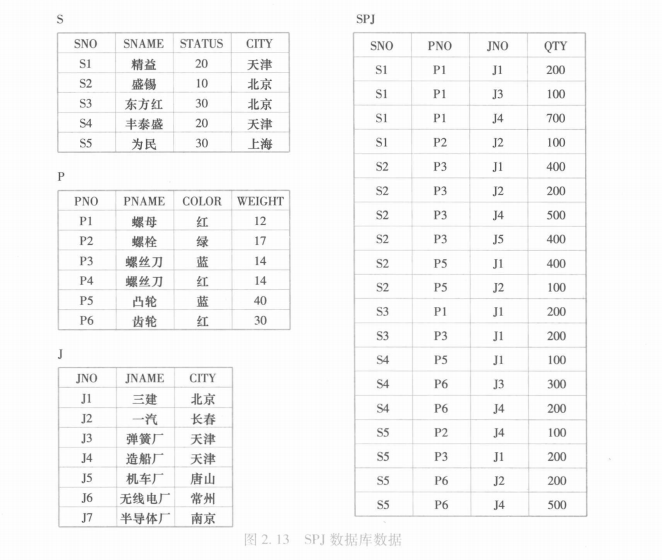 S
SNO SNAME STATUS CITY
S1 精益 20 天津
S2 盛锡 10 北京
S3 东方红 30 北京
S4 丰泰盛 20 天津
S5 为民 30 上海
P
PNO PNAME COLOR WEIGHT
P1 螺母 红 12
P2 螺栓 绿 17
P3 螺丝刀 蓝 14
P4 螺丝刀 红 14
P5 凸轮 蓝 40
P6 齿轮 红 30
J
JNO JNAME CITY
J1 三建 北京
J2 一汽 长春
J3 弹簧厂 天津
J4 造船厂 天津
J5 机车厂 唐山
J6 无线电厂 常州
J7 半导体厂 南京
SPJ
SNO PNO JNO QTY
S1 P1 J1 200
S1 P1 J3 100
S1 P1 J4 700
S1 P2 J2 100
S2 P3 J1 400
S2 P3 J2 200
S2 P3 J4 500
S2 P3 J5 400
S2 P5 J1 400
S2 P5 J2 100
S3 P1 J1 200
S3 P3 J1 200
S4 P5 J1 100
S4 P6 J3 300
S4 P6 J4 200
S5 P2 J4 100
S5 P3 J1 200
S5 P6 J2 200
S5 P6 J4 500
图 2.13 SPJ 数据库数据